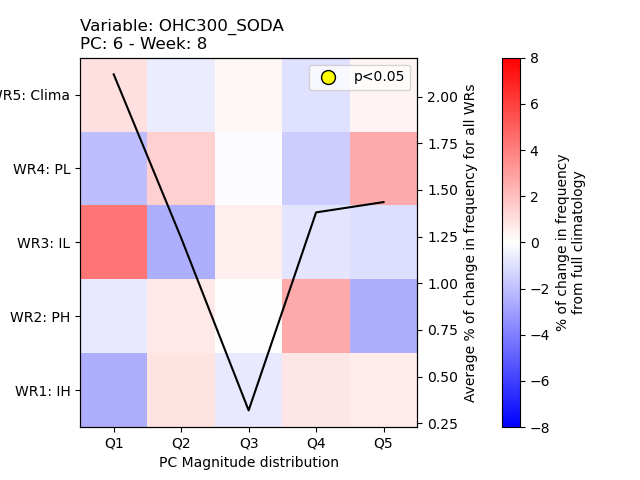 Variable: OHC300_SODA
PC: 6 - Week: 8
p<0.05
WR5: Clima
WR4: PL
WR3: IL
WR2: PH
WR1: IH
Q1 Q2 Q3 Q4 Q5
PC Magnitude distribution
2.00
1.75
1.50
1.25
1.00
0.75
0.50
0.25
Average % of change in frequency for all WRs
8
6
4
2
0
−2
−4
−6
−8
% of change in frequency
from full climatology